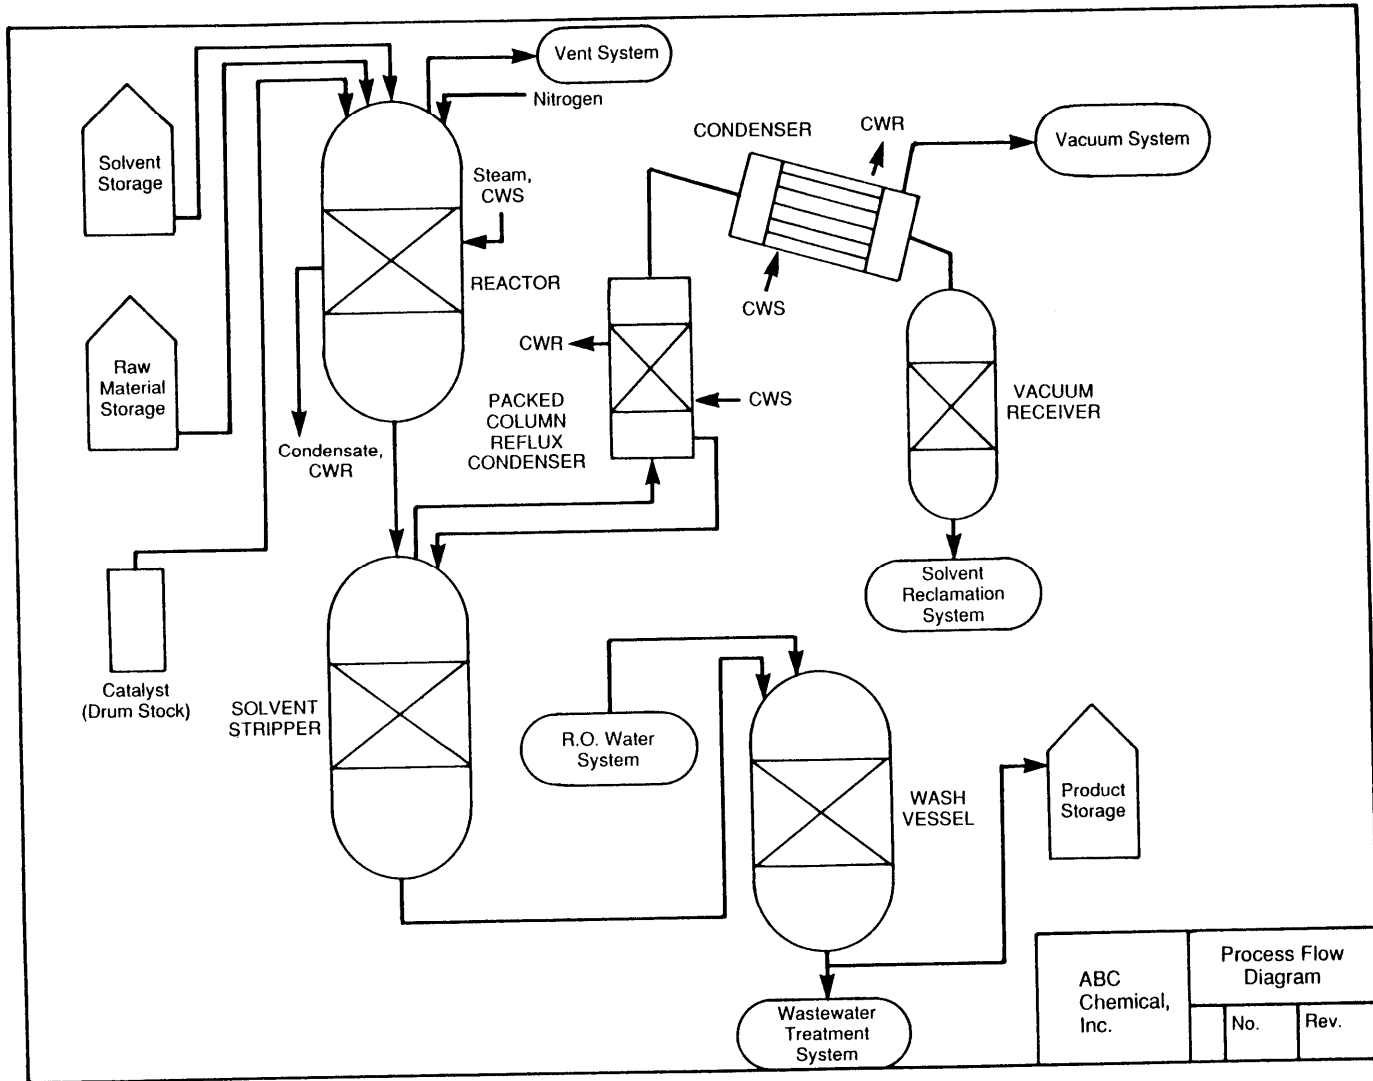 Vent System
Nitrogen
Solvent
Storage
Steam,
CWS
REACTOR
CONDENSER
CWR
Vacuum System
CWS
Raw
Material
Storage
Condensate,
CWR
CWR
CWS
PACKED
COLUMN
REFLUX
CONDENSER
VACUUM
RECEIVER
Solvent
Reclamation
System
Catalyst
(Drum Stock)
SOLVENT
STRIPPER
R.O. Water
System
WASH
VESSEL
Product
Storage
Wastewater
Treatment
System
ABC
Chemical,
Inc.
Process Flow
Diagram
No.
Rev.